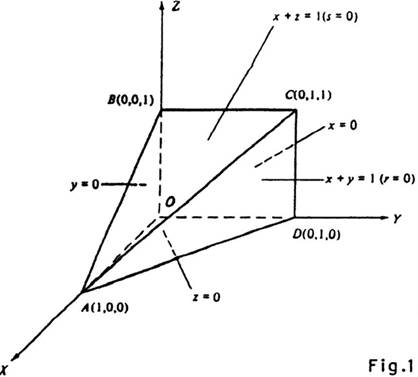 Z
x + z = 1 (s = 0)
B(0,0,1)
C(0,1,1)
x = 0
y = 0
x + y = 1 (r = 0)
O
Y
D(0,1,0)
z = 0
A(1,0,0)
X
Fig.1